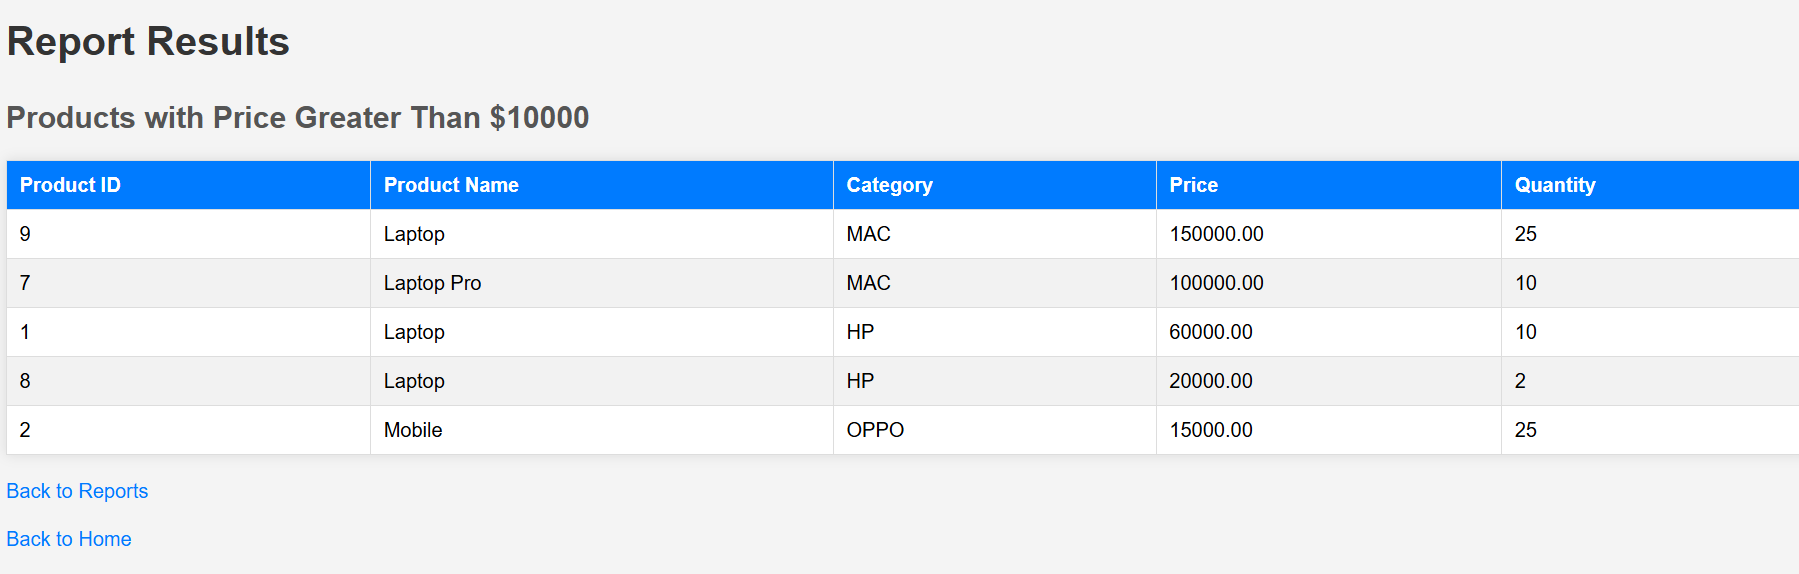 Report Results
Products with Price Greater Than $10000
Product ID Product Name Category Price Quantity
9 Laptop MAC 150000.00 25
7 Laptop Pro MAC 100000.00 10
1 Laptop HP 60000.00 10
8 Laptop HP 20000.00 2
2 Mobile OPPO 15000.00 25
Back to Reports
Back to Home